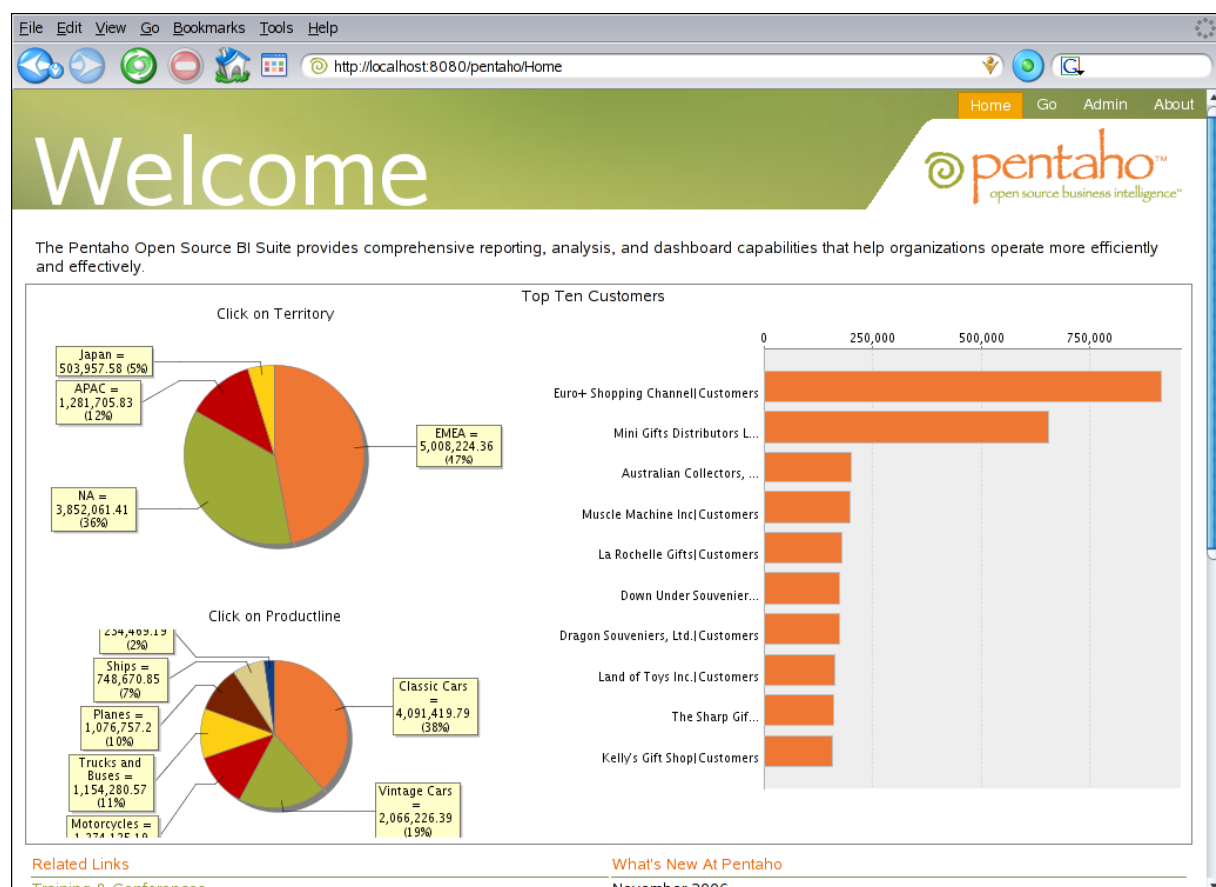 File Edit View Go Bookmarks Tools Help
http://localhost:8080/pentaho/Home
G
Home Go Admin About
Welcome
pentaho™
open source business intelligence™
The Pentaho Open Source BI Suite provides comprehensive reporting, analysis, and dashboard capabilities that help organizations operate more efficiently
and effectively.
Top Ten Customers
Click on Territory
Japan =
503,957.58 (5%)
APAC =
1,281,705.83
(12%)
EMEA =
5,008,224.36
(47%)
NA =
3,852,061.41
(36%)
Click on Productline
234,469.19
(2%)
Ships =
748,670.85
(7%)
Planes =
1,076,757.2
(10%)
Trucks and
Buses =
1,154,280.57
(11%)
Motorcycles =
Classic Cars
=
4,091,419.79
(38%)
Vintage Cars
=
2,066,226.39
(19%)
0 250,000 500,000 750,000
Euro+ Shopping Channel|Customers
Mini Gifts Distributors L...
Australian Collectors, ...
Muscle Machine Inc|Customers
La Rochelle Gifts|Customers
Down Under Souvenier...
Dragon Souveniers, Ltd.|Customers
Land of Toys Inc.|Customers
The Sharp Gif...
Kelly's Gift Shop|Customers
Related Links
What's New At Pentaho
Training & Conferences
November 2006